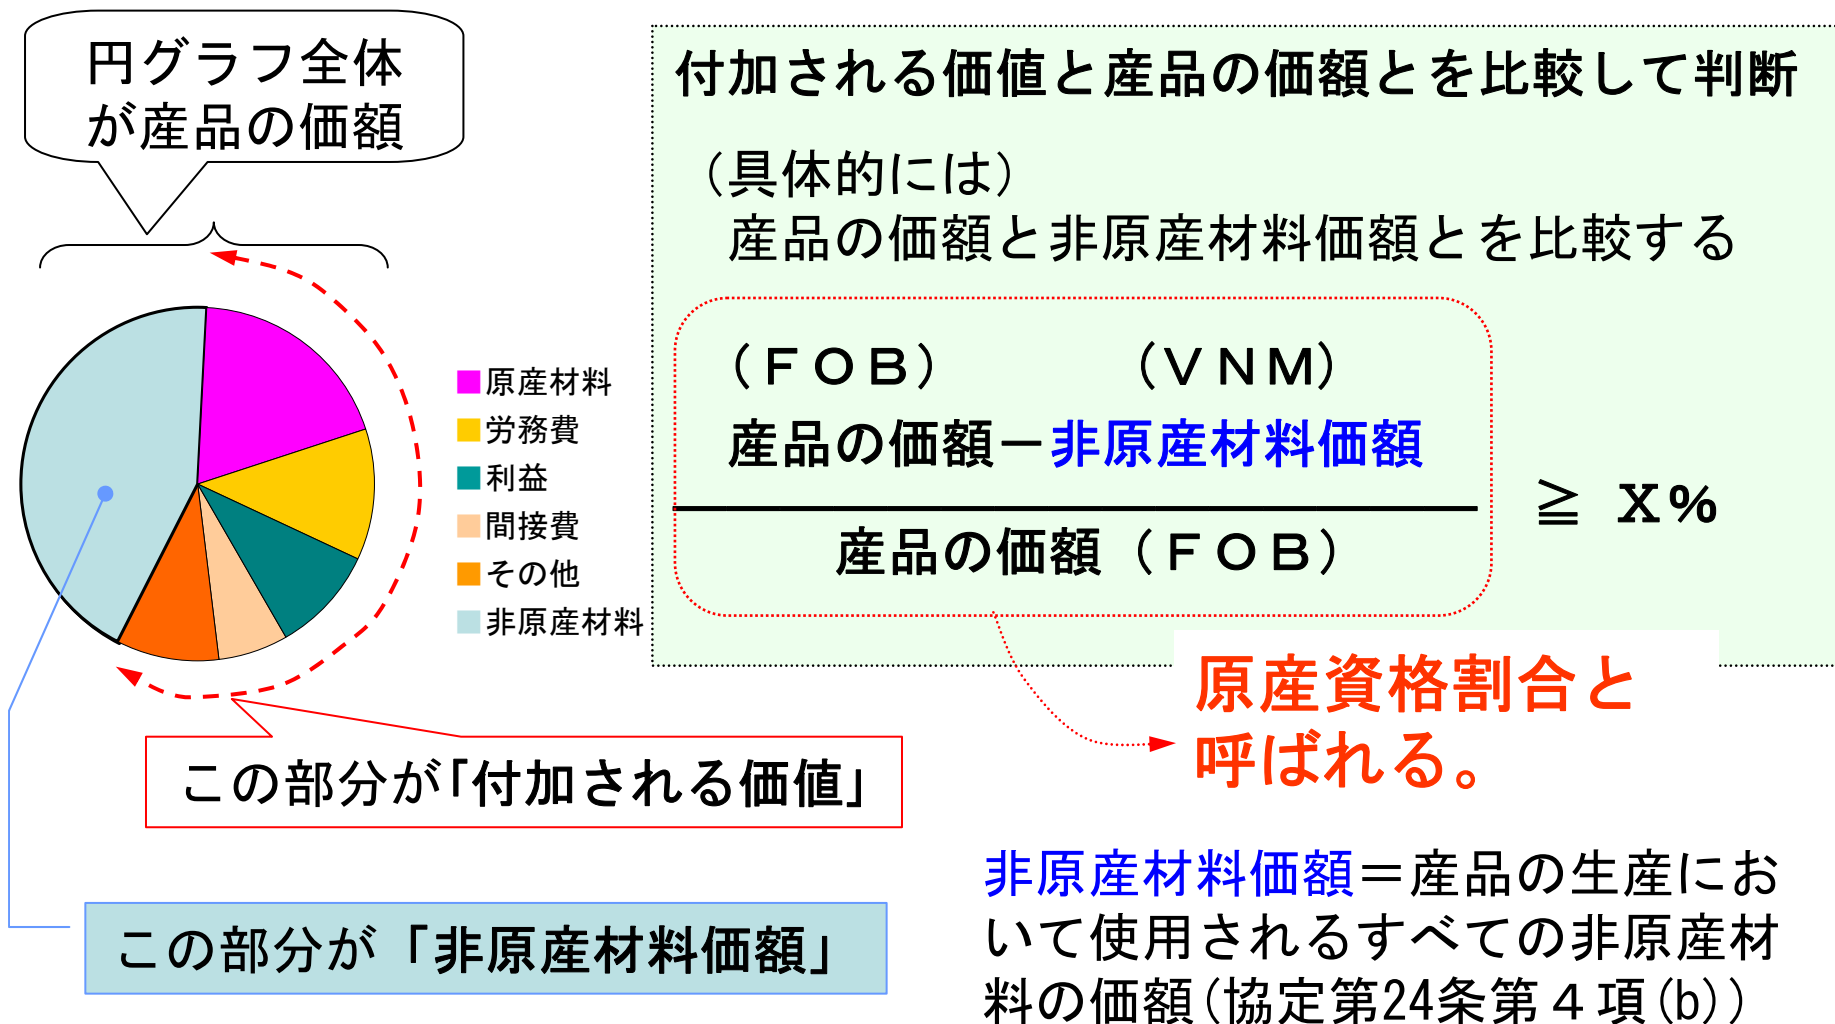 円グラフ全体
が産品の価額
付加される価値と産品の価額とを比較して判断
（具体的には）
産品の価額と非原産材料価額とを比較する
（ＦＯＢ）　（ＶＮＭ）
産品の価額－非原産材料価額
産品の価額（ＦＯＢ）
≧ X%
原産材料
労務費
利益
間接費
その他
非原産材料
原産資格割合と
呼ばれる。
この部分が「付加される価値」
この部分が「非原産材料価額」
非原産材料価額＝産品の生産にお
いて使用されるすべての非原産材
料の価額(協定第24条第４項(b))